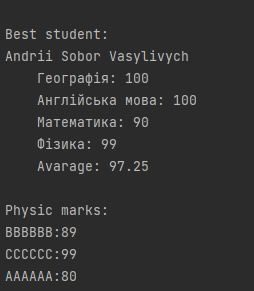 Best student:
Andrii Sobor Vasylivych
Географія: 100
Англійська мова: 100
Математика: 90
Фізика: 99
Avarage: 97.25
Physic marks:
BBBBBB:89
CCCCCC:99
AAAAAA:80